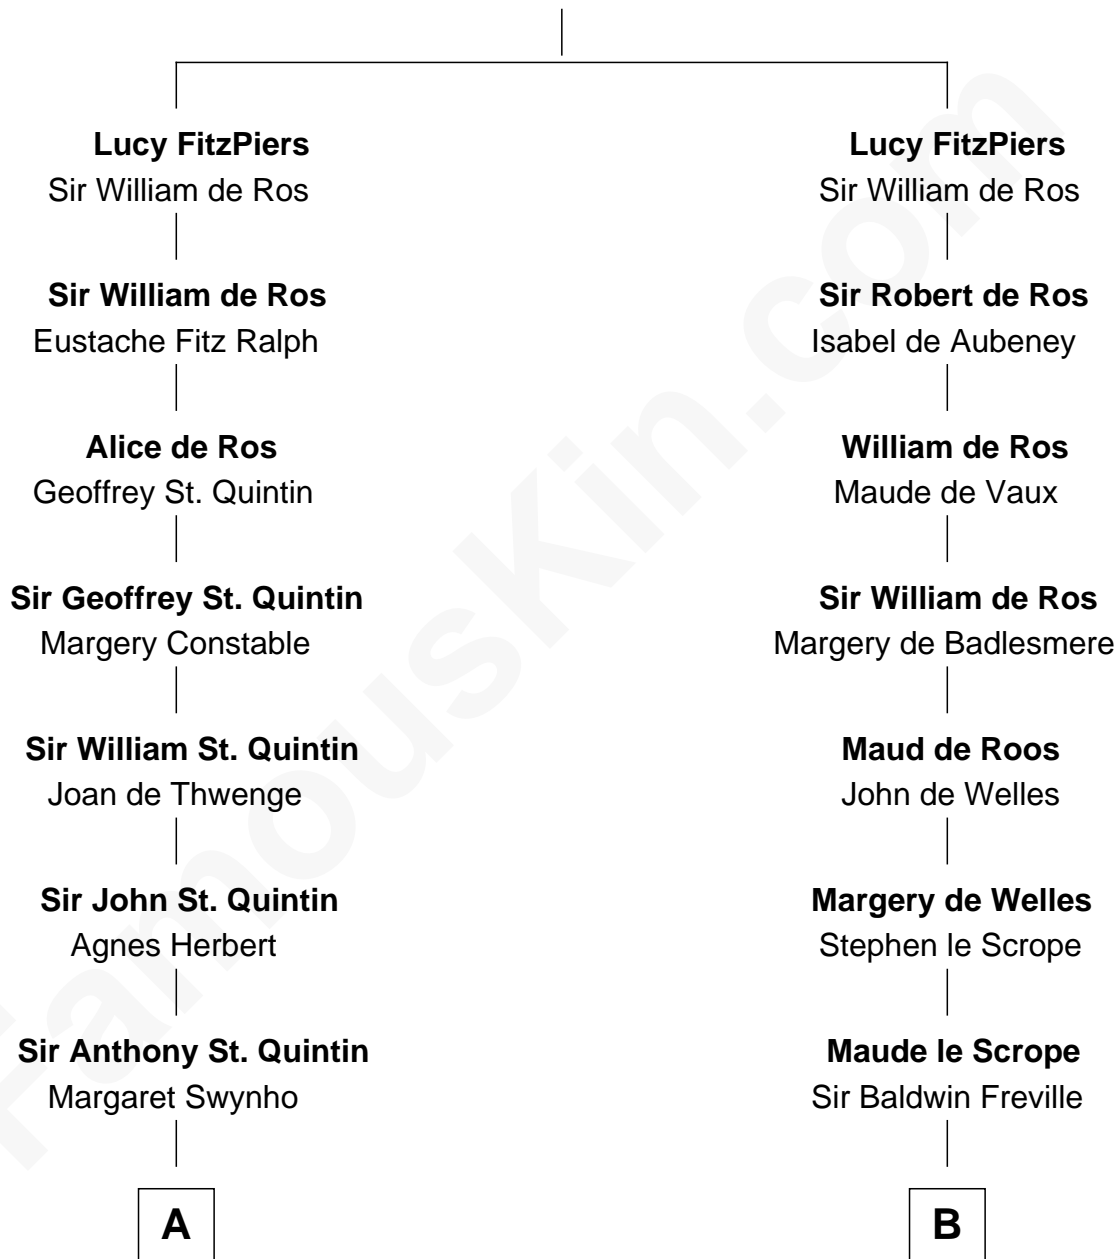 Lucy FitzPiers
Sir William de Ros
Sir William de Ros
Eustache Fitz Ralph
Alice de Ros
Geoffrey St. Quintin
Sir Geoffrey St. Quintin
Margery Constable
Sir William St. Quintin
Joan de Thwenge
Sir John St. Quintin
Agnes Herbert
Sir Anthony St. Quintin
Margaret Swynho
A
Lucy FitzPiers
Sir William de Ros
Sir Robert de Ros
Isabel de Aubeney
William de Ros
Maude de Vaux
Sir William de Ros
Margery de Badlesmere
Maud de Roos
John de Welles
Margery de Welles
Stephen le Scrope
Maude le Scrope
Sir Baldwin Freville
B
FamousKin.com